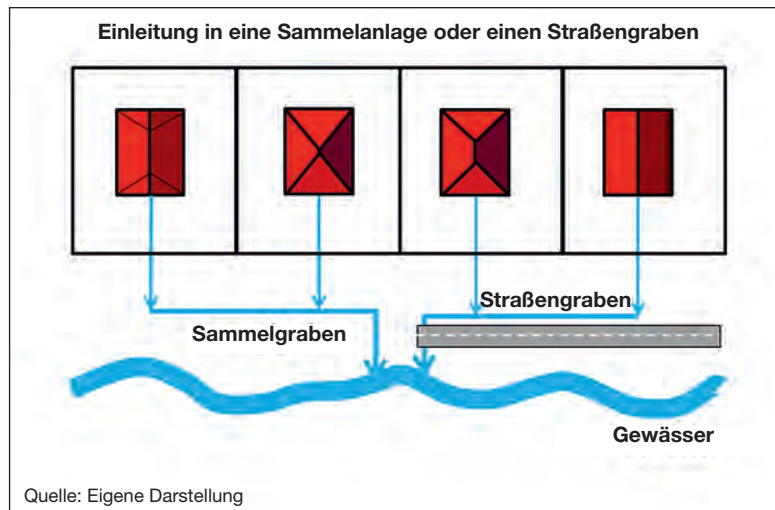 Einleitung in eine Sammelanlage oder einen Straßengraben
Straßengraben
Sammelgraben
Gewässer
Quelle: Eigene Darstellung